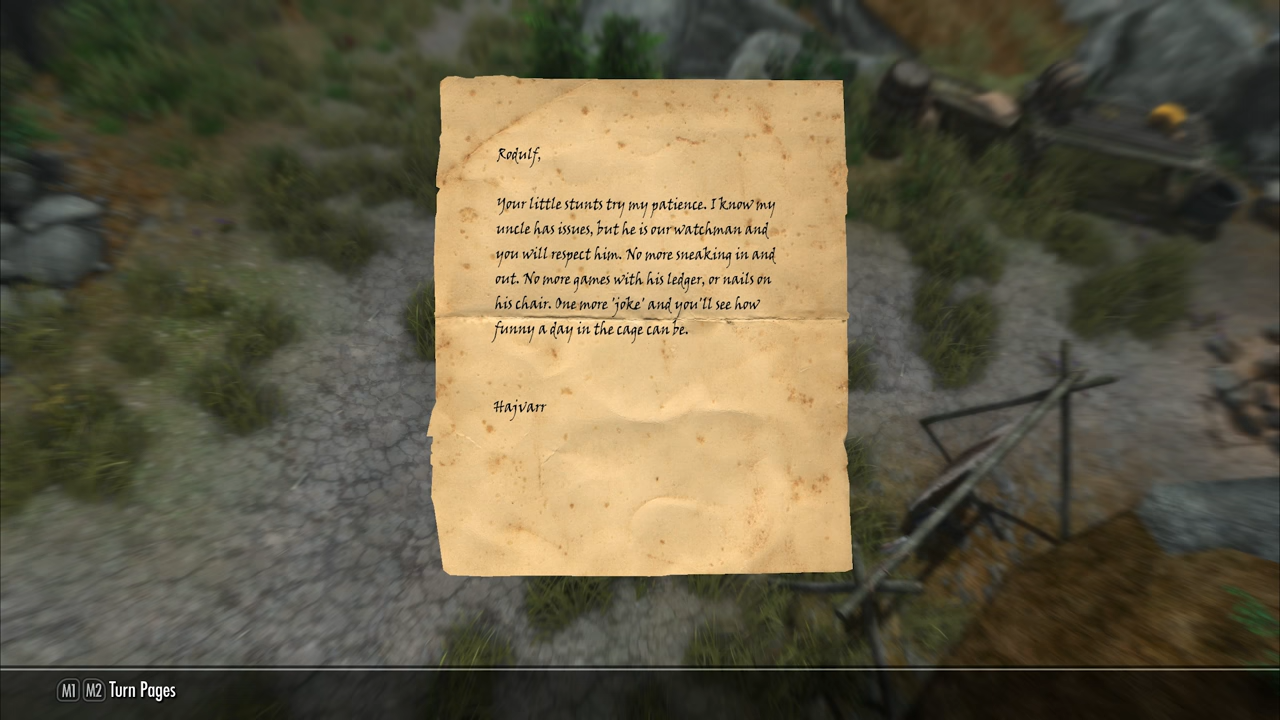 Rodulf,
Your little stunts try my patience. I know my
uncle has issues, but he is our watchman and
you will respect him. No more sneaking in and
out. No more games with his ledger, or nails on
his chair. One more 'joke' and you'll see how
funny a day in the cage can be.
Hajvarr
M1 M2 Turn Pages